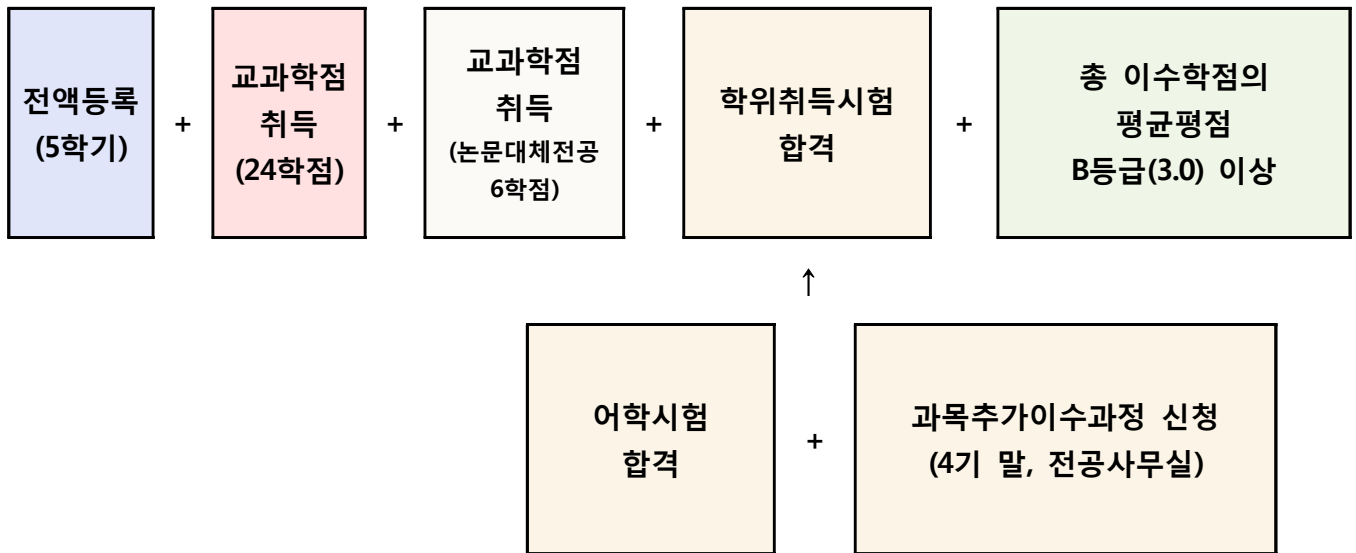 전액등록
(5학기)
+
교과학점
취득
(24학점)
+
교과학점
취득
(논문대체전공
6학점)
+
학위취득시험
합격
+
총 이수학점의
평균평점
B등급(3.0) 이상
↑
어학시험
합격
+
과목추가이수과정 신청
(4기 말, 전공사무실)